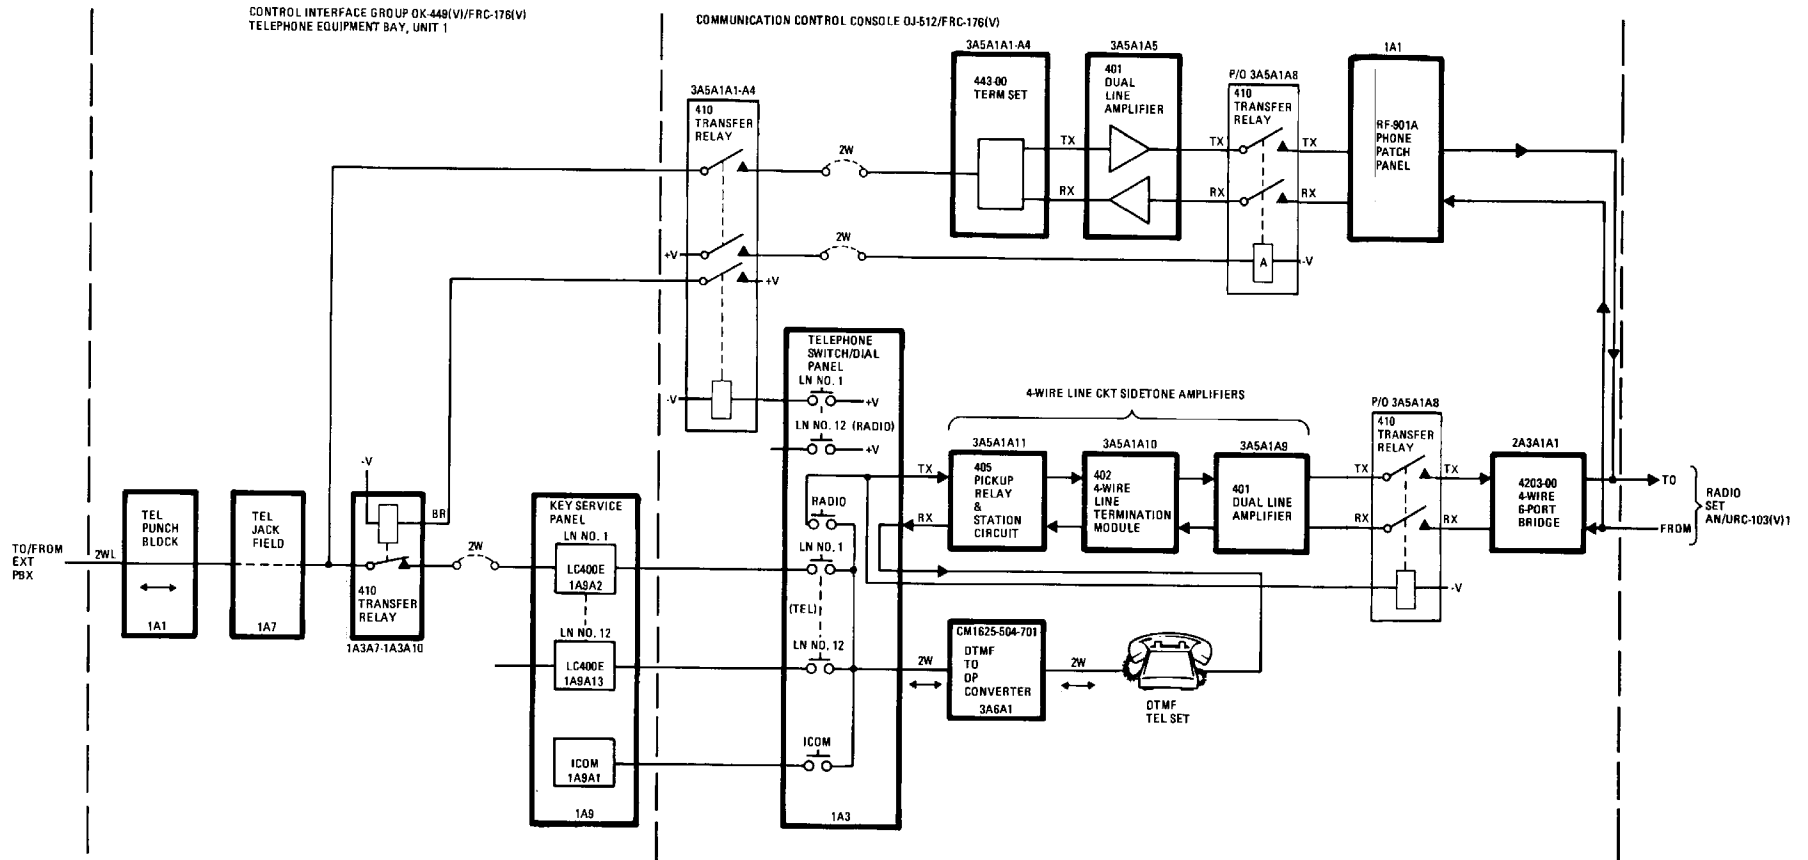 CONTROL INTERFACE GROUP OK-448(V)/FRC-176(V)
TELEPHONE EQUIPMENT BAY, UNIT 1
COMMUNICATION CONTROL CONSOLE OJ-512/FRC-176(V)
3A5A1A1-A4
443-00
TERM SET
3A5A1A5
401
DUAL
LINE
AMPLIFIER
P/O 3A5A1A8
410
TRANSFER
RELAY
1A1
RF-901A
PHONE
PATCH
PANEL
3A5A1A1-A4
410
TRANSFER
RELAY
2W
TX
TX
TX
RX
RX
RX
+V
2W
A
-V
+V
-V
TELEPHONE
SWITCH/DIAL
PANEL
LN NO. 1
+V
LN NO. 12 (RADIO)
+V
RADIO
LN NO. 1
(TEL)
LN NO. 12
ICOM
1A3
4-WIRE LINE CKT SIDETONE AMPLIFIERS
3A5A1A11
405
PICKUP
RELAY
&
STATION
CIRCUIT
3A5A1A10
402
4-WIRE
LINE
TERMINATION
MODULE
3A5A1A9
401
DUAL LINE
AMPLIFIER
P/O 3A5A1A8
410
TRANSFER
RELAY
2A3A1A1
4203-00
4-WIRE
6-PORT
BRIDGE
TX
TX
TX
RX
RX
RX
-V
TO
FROM
RADIO
SET
AN/URC-103(V)1
TO/FROM
EXT
PBX
2WL
TEL
PUNCH
BLOCK
1A1
TEL
JACK
FIELD
1A7
-V
BR
410
TRANSFER
RELAY
1A3A7-1A3A10
2W
KEY SERVICE
PANEL
LN NO. 1
LC400E
1A9A2
LN NO. 12
LC400E
1A9A13
ICOM
1A9A1
1A9
2W
CM1625-504-701
DTMF
TO
DP
CONVERTER
3A6A1
2W
DTMF
TEL SET